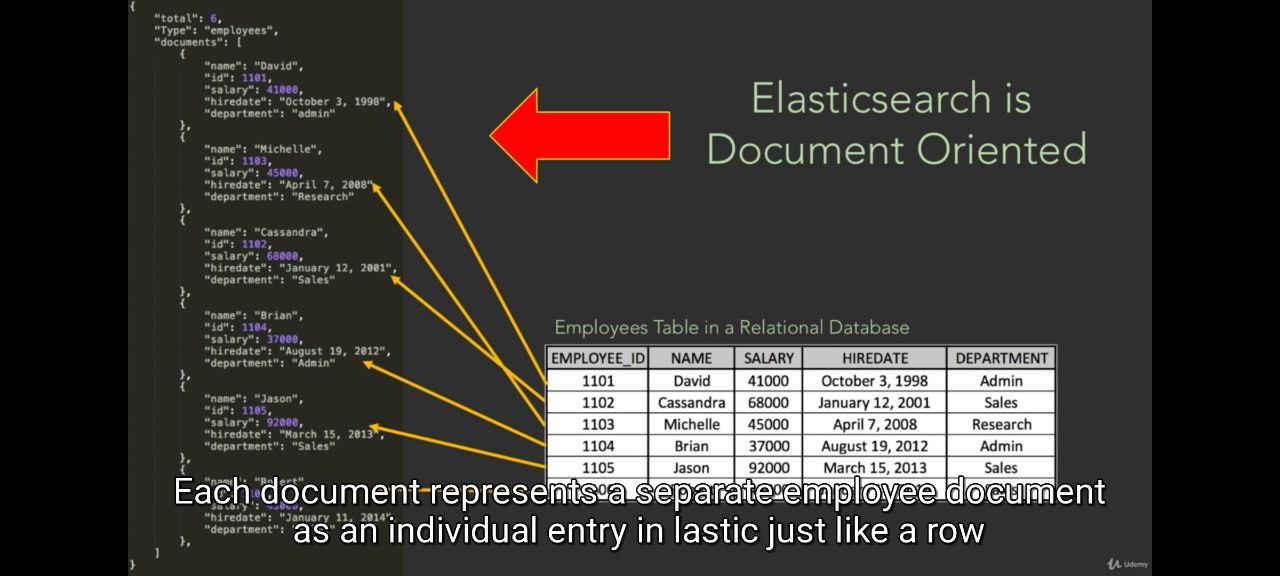 {
"total": 6,
"Type": "employees",
"documents": [
{
"name": "David",
"id": 1101,
"salary": 41000,
"hiredate": "October 3, 1998",
"department": "admin"
},
{
"name": "Michelle",
"id": 1103,
"salary": 45000,
"hiredate": "April 7, 2008"
"department": "Research"
},
{
"name": "Cassandra",
"id": 1102,
"salary": 68000,
"hiredate": "January 12, 2001",
"department": "Sales"
},
{
"name": "Brian",
"id": 1104,
"salary": 37000,
"hiredate": "August 19, 2012",
"department": "Admin"
},
{
"name": "Jason",
"id": 1105,
"salary": 92000,
"hiredate": "March 15, 2013",
"department": "Sales"
},
{
"hiredate": "January 11, 2014"
},
]
}
Elasticsearch is
Document Oriented
Employees Table in a Relational Database
EMPLOYEE_ID NAME SALARY HIREDATE DEPARTMENT
1101 David 41000 October 3, 1998 Admin
1102 Cassandra 68000 January 12, 2001 Sales
1103 Michelle 45000 April 7, 2008 Research
1104 Brian 37000 August 19, 2012 Admin
1105 Jason 92000 March 15, 2013 Sales
Each document represents a separate employee document
as an individual entry in lastic just like a row
Udemy